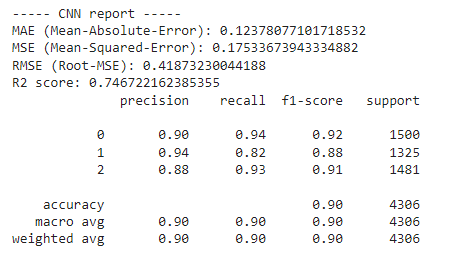 ----- CNN report -----
MAE (Mean-Absolute-Error): 0.12378077101718532
MSE (Mean-Squared-Error): 0.17533673943334882
RMSE (Root-MSE): 0.41873230044188
R2 score: 0.746722162385355
precision recall f1-score support
0 0.90 0.94 0.92 1500
1 0.94 0.82 0.88 1325
2 0.88 0.93 0.91 1481
accuracy 0.90 4306
macro avg 0.90 0.90 0.90 4306
weighted avg 0.90 0.90 0.90 4306